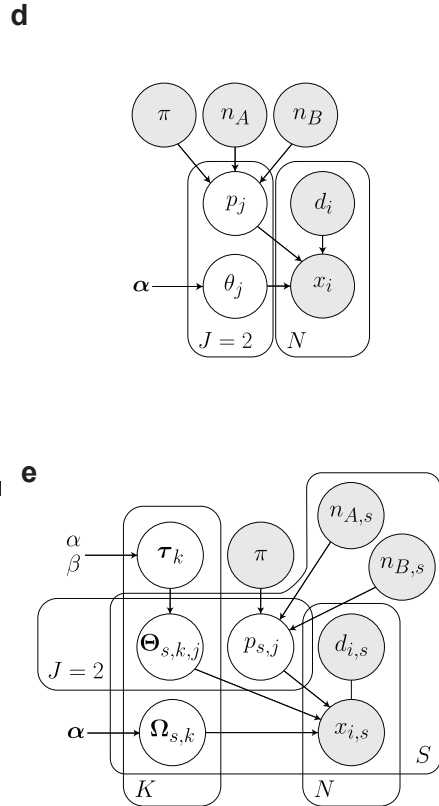 d
π n_A n_B
p_j d_i
α θ_j x_i
J = 2 N
e
n_{A,s}
α
β τ_k π n_{B,s}
Θ_{s,k,j} p_{s,j} d_{i,s}
J = 2
α Ω_{s,k} x_{i,s}
S
K N